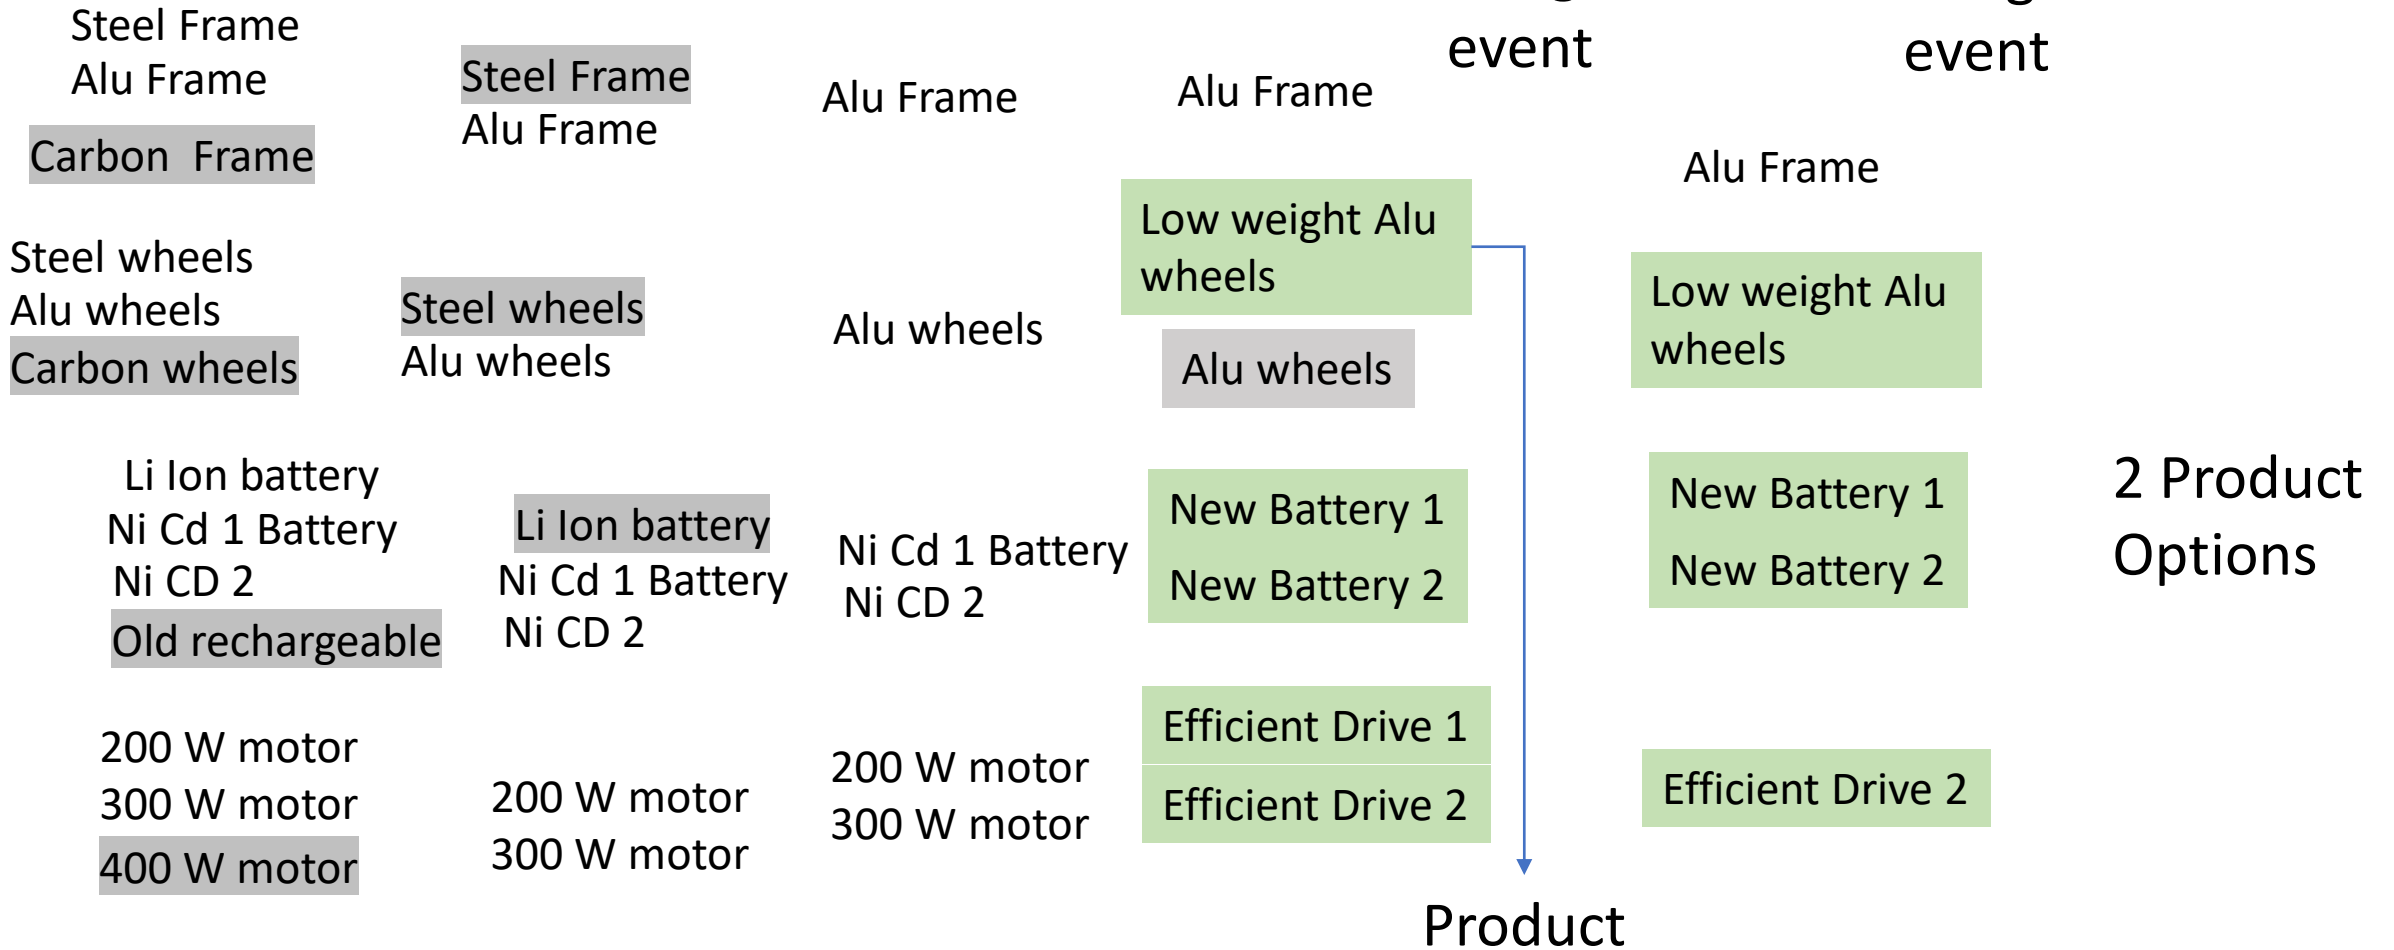 Steel Frame
Alu Frame
Carbon  Frame
Steel wheels
Alu wheels
Carbon wheels
Li Ion battery
Ni Cd 1 Battery
Ni CD 2
Old rechargeable
200 W motor
300 W motor
400 W motor
Steel Frame
Alu Frame
Steel wheels
Alu wheels
Li Ion battery
Ni Cd 1 Battery
Ni CD 2
200 W motor
300 W motor
Alu Frame
Alu wheels
Ni Cd 1 Battery
Ni CD 2
200 W motor
300 W motor
Alu Frame
Low weight Alu
wheels
Alu wheels
New Battery 1
New Battery 2
Efficient Drive 1
Efficient Drive 2
event
Product
event
Alu Frame
Low weight Alu
wheels
New Battery 1
New Battery 2
Efficient Drive 2
2 Product
Options